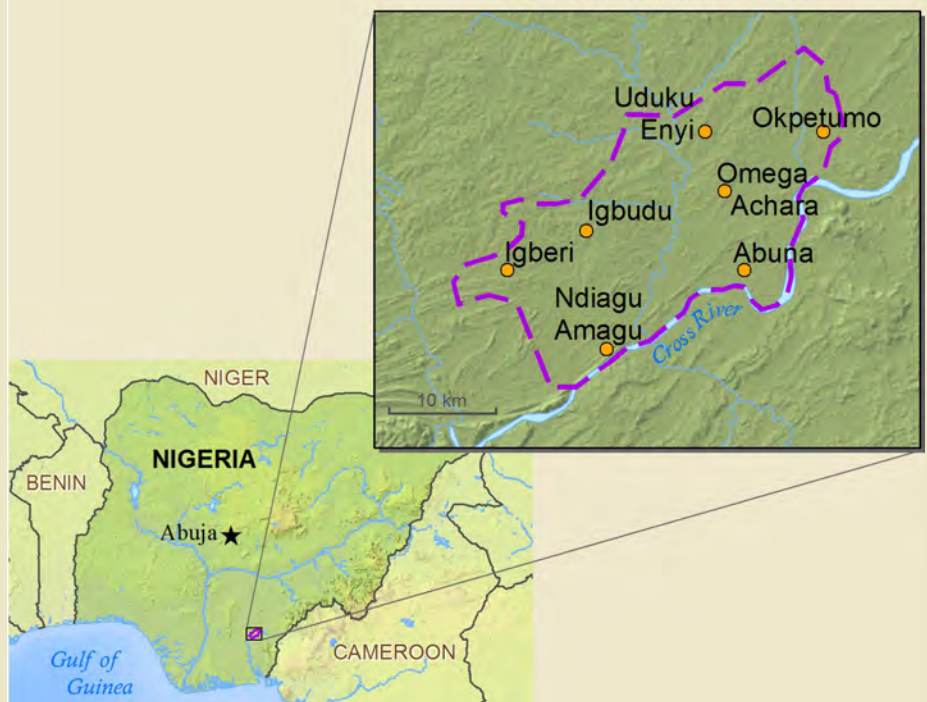 Uduku
Enyi
Okpetumo
Omega
Achara
Igbudu
Igberi
Abuna
Ndiagu
Amagu
Cross River
10 km
NIGER
NIGERIA
BENIN
Abuja
CAMEROON
Gulf of
Guinea